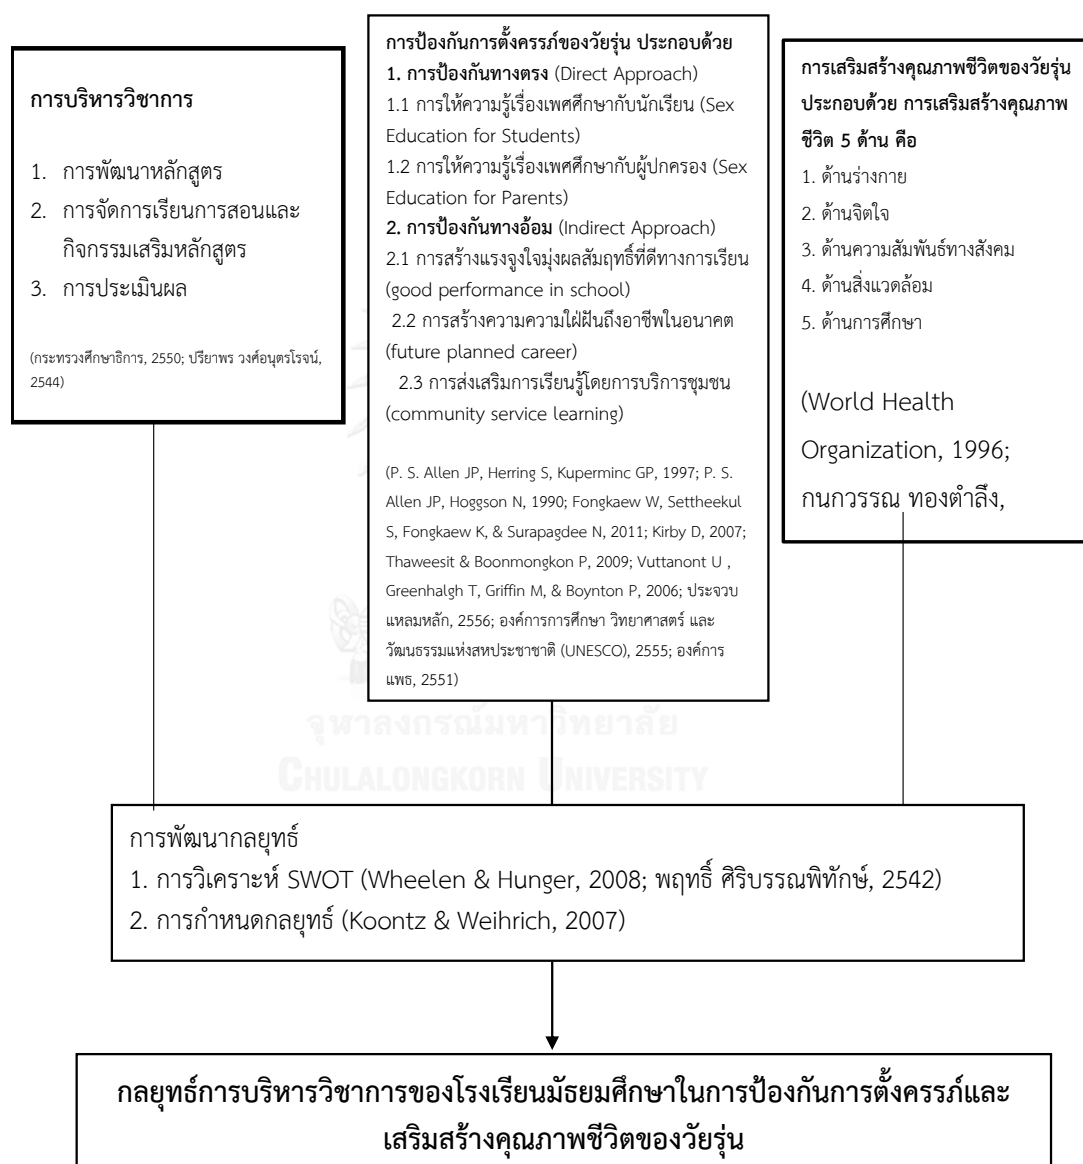 การบริหารวิชาการ
1. การพัฒนาหลักสูตร
2. การจัดการเรียนการสอนและ
กิจกรรมเสริมหลักสูตร
3. การประเมินผล
(กระทรวงศึกษาธิการ, 2550; ปรียาพร วงศ์อนุตรโรจน์,
2544)
การป้องกันการตั้งครรภ์ของวัยรุ่น ประกอบด้วย
1. การป้องกันทางตรง (Direct Approach)
1.1 การให้ความรู้เรื่องเพศศึกษากับนักเรียน (Sex
Education for Students)
1.2 การให้ความรู้เรื่องเพศศึกษากับผู้ปกครอง (Sex
Education for Parents)
2. การป้องกันทางอ้อม (Indirect Approach)
2.1 การสร้างแรงจูงใจมุ่งผลสัมฤทธิ์ที่ดีทางการเรียน
(good performance in school)
2.2 การสร้างความความใฝ่ฝันถึงอาชีพในอนาคต
(future planned career)
2.3 การส่งเสริมการเรียนรู้โดยการบริการชุมชน
(community service learning)
(P. S. Allen JP, Herring S, Kuperminc GP, 1997; P. S.
Allen JP, Hoggson N, 1990; Fongkaew W, Settheekul
S, Fongkaew K, & Surapagdee N, 2011; Kirby D, 2007;
Thaweesit & Boonmongkon P, 2009; Vuttanont U ,
Greenhalgh T, Griffin M, & Boynton P, 2006; ประจวบ
แหลมหลัก, 2556; องค์การการศึกษา วิทยาศาสตร์ และ
วัฒนธรรมแห่งสหประชาชาติ (UNESCO), 2555; องค์การ
แพธ, 2551)
การเสริมสร้างคุณภาพชีวิตของวัยรุ่น
ประกอบด้วย การเสริมสร้างคุณภาพ
ชีวิต 5 ด้าน คือ
1. ด้านร่างกาย
2. ด้านจิตใจ
3. ด้านความสัมพันธ์ทางสังคม
4. ด้านสิ่งแวดล้อม
5. ด้านการศึกษา
(World Health
Organization, 1996;
กนกวรรณ ทองตำลึง,
จุฬาลงกรณ์มหาวิทยาลัย
CHULALONGKORN UNIVERSITY
การพัฒนากลยุทธ์
1. การวิเคราะห์ SWOT (Wheelen & Hunger, 2008; พฤทธิ์ ศิริบรรณพิทักษ์, 2542)
2. การกำหนดกลยุทธ์ (Koontz & Weihrich, 2007)
กลยุทธ์การบริหารวิชาการของโรงเรียนมัธยมศึกษาในการป้องกันการตั้งครรภ์และ
เสริมสร้างคุณภาพชีวิตของวัยรุ่น